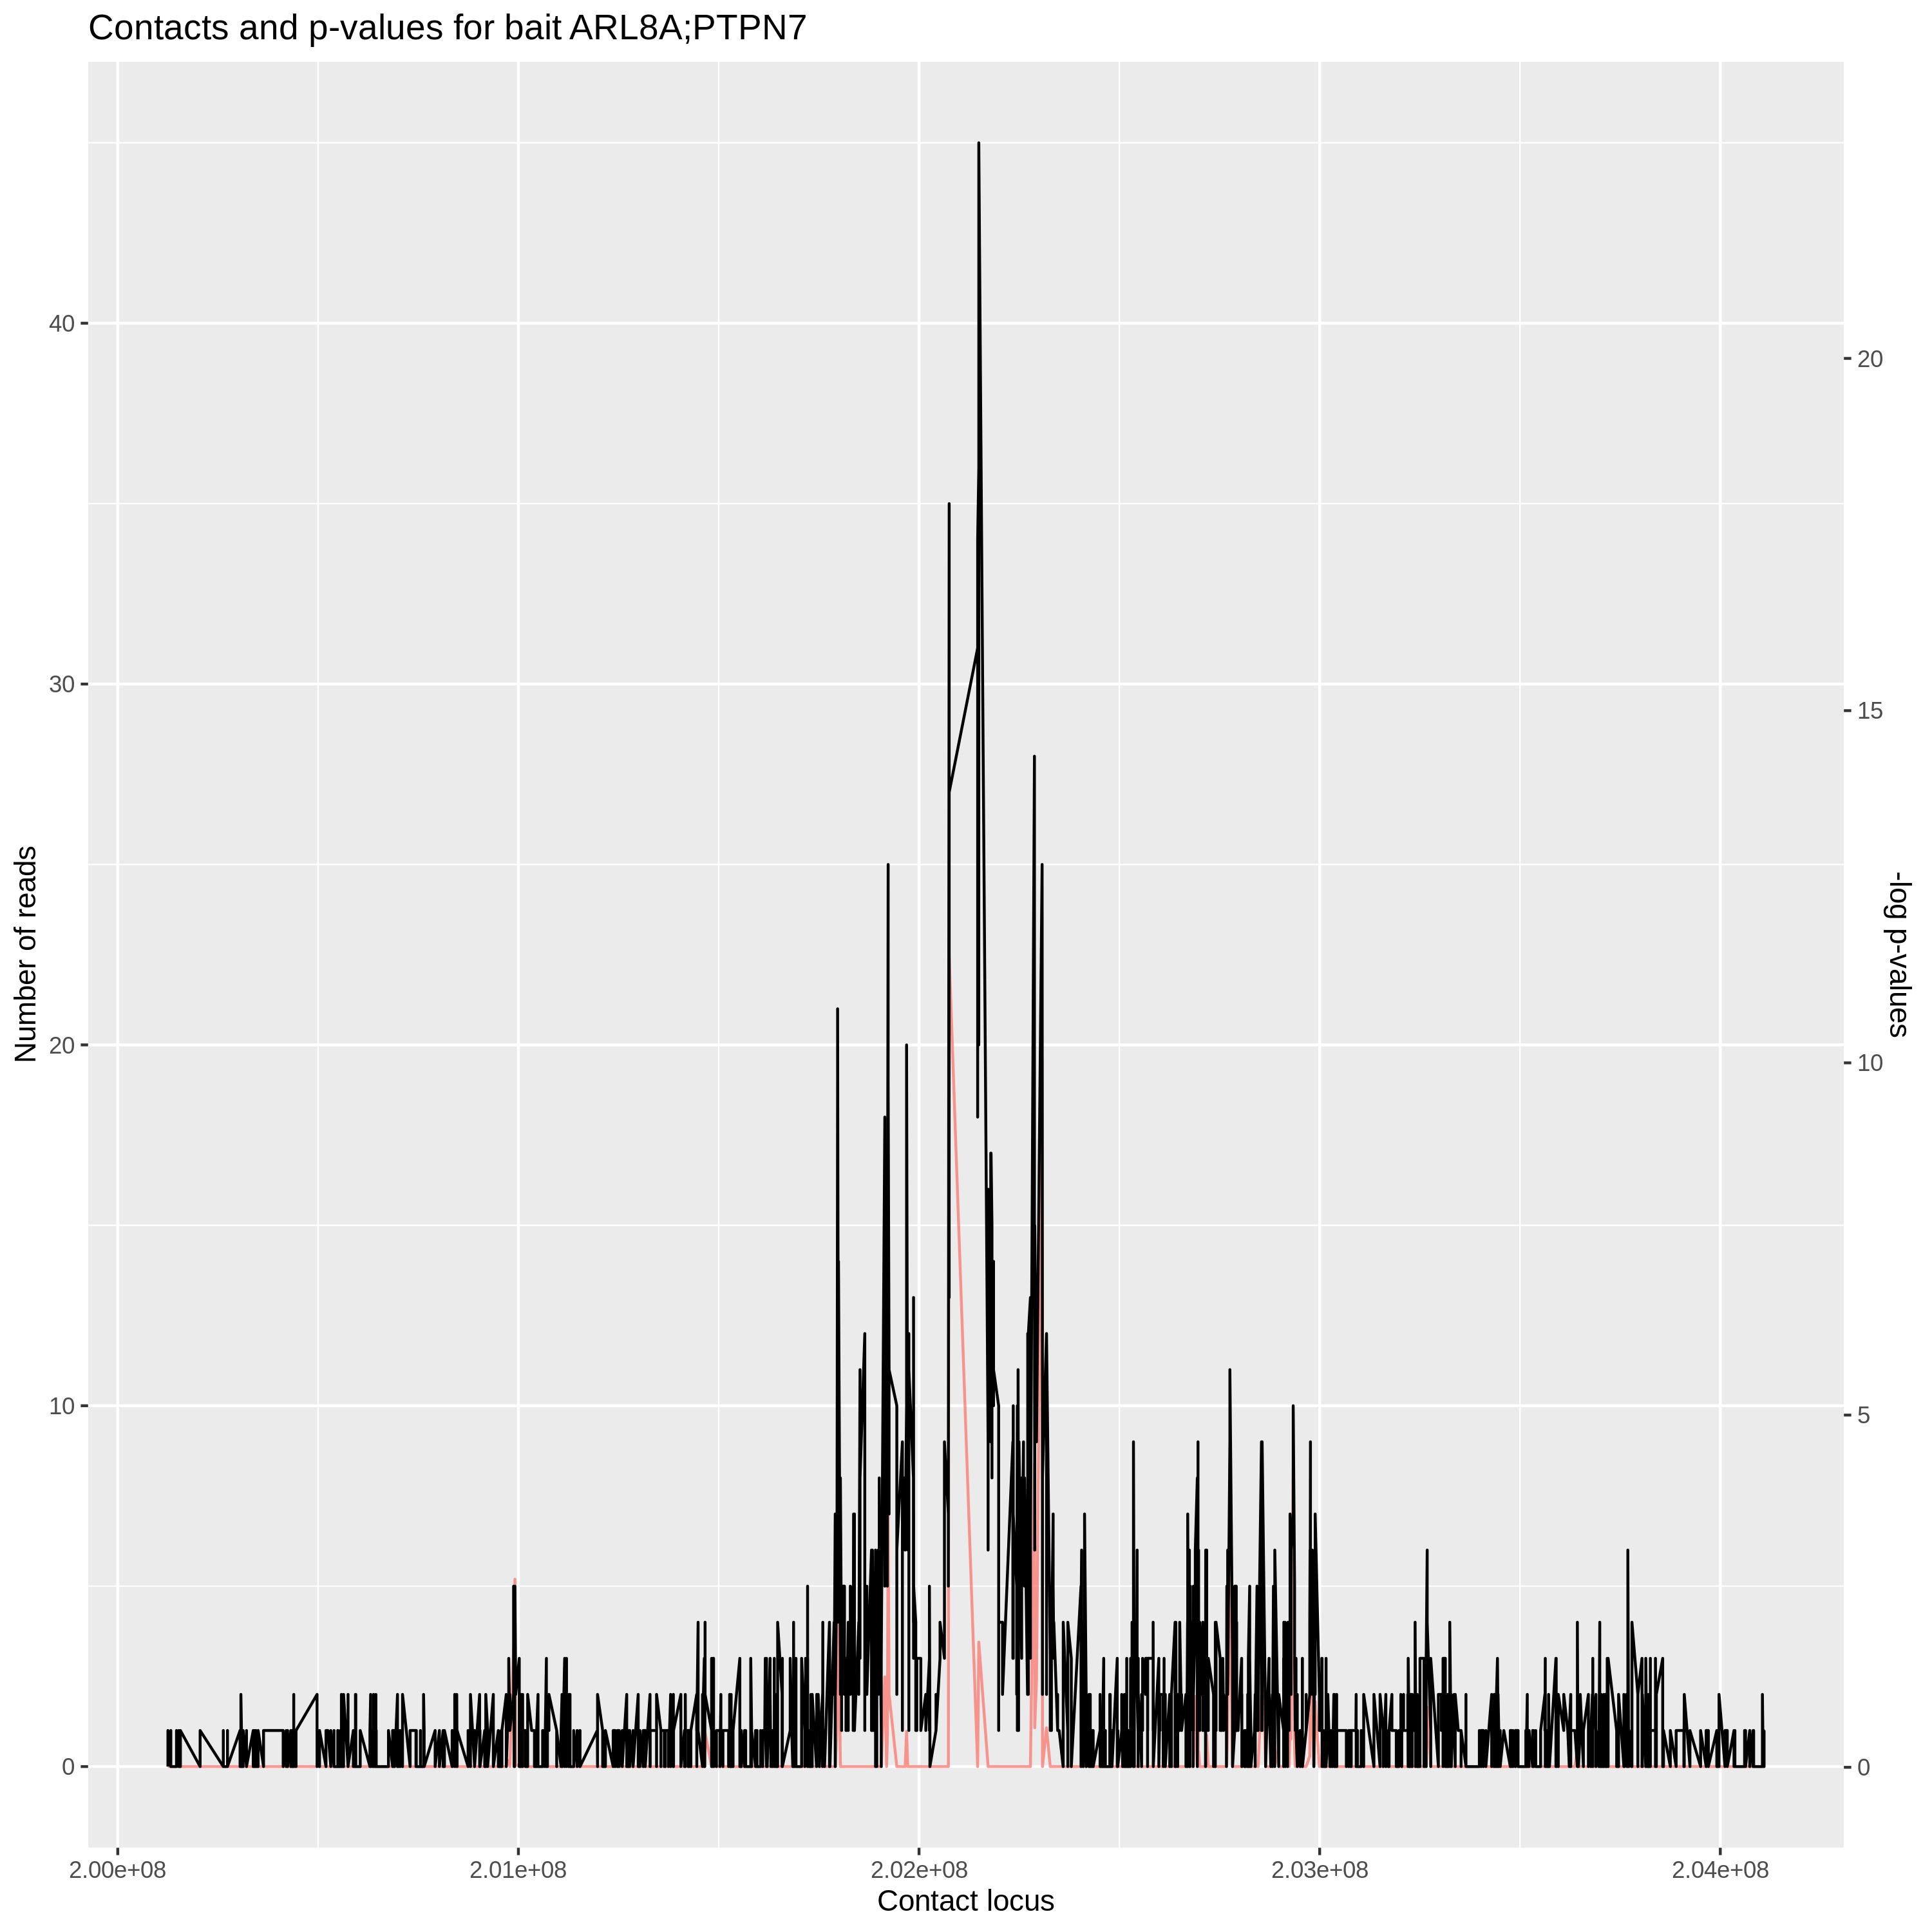 Contacts and p-values for bait ARL8A;PTPN7
Number of reads
40
30
20
10
0
20
15
10
5
0
-log p-values
2.00e+08
2.01e+08
2.02e+08
2.03e+08
2.04e+08
Contact locus